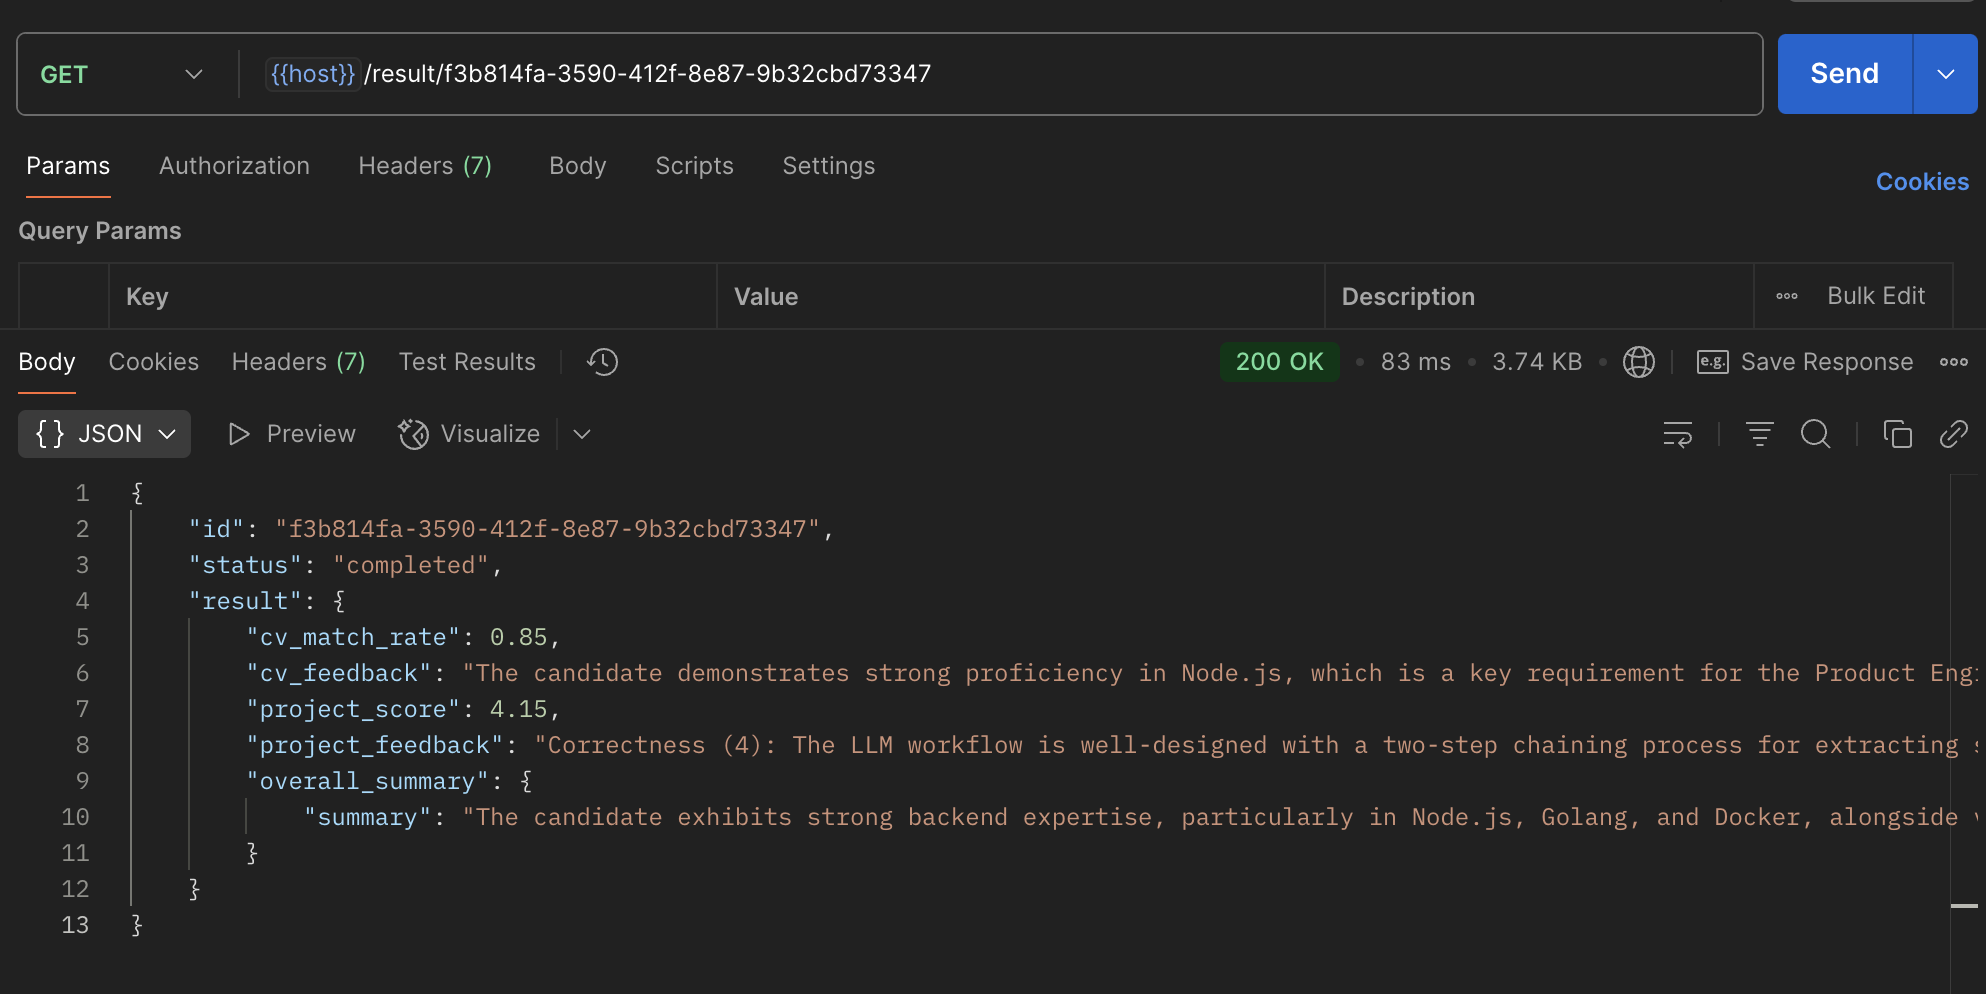 GET {{host}}/result/f3b814fa-3590-412f-8e87-9b32cbd73347 Send
Params Authorization Headers (7) Body Scripts Settings Cookies
Query Params
Key Value Description Bulk Edit
Body Cookies Headers (7) Test Results 200 OK • 83 ms • 3.74 KB • e.g. Save Response
{} JSON Preview Visualize
1 {
2 "id": "f3b814fa-3590-412f-8e87-9b32cbd73347",
3 "status": "completed",
4 "result": {
5 "cv_match_rate": 0.85,
6 "cv_feedback": "The candidate demonstrates strong proficiency in Node.js, which is a key requirement for the Product
7 "project_score": 4.15,
8 "project_feedback": "Correctness (4): The LLM workflow is well-designed with a two-step chaining process for extracting
9 "overall_summary": {
10 "summary": "The candidate exhibits strong backend expertise, particularly in Node.js, Golang, and Docker, alongside
11 }
12 }
13 }